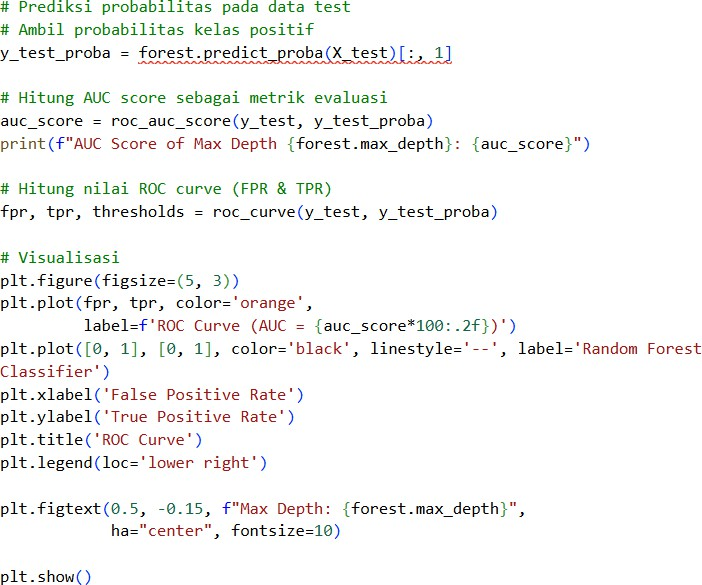 # Prediksi probabilitas pada data test
# Ambil probabilitas kelas positif
y_test_proba = forest.predict_proba(X_test)[:, 1]

# Hitung AUC score sebagai metrik evaluasi
auc_score = roc_auc_score(y_test, y_test_proba)
print(f"AUC Score of Max Depth {forest.max_depth}: {auc_score}")

# Hitung nilai ROC curve (FPR & TPR)
fpr, tpr, thresholds = roc_curve(y_test, y_test_proba)

# Visualisasi
plt.figure(figsize=(5, 3))
plt.plot(fpr, tpr, color='orange',
         label=f'ROC Curve (AUC = {auc_score*100:.2f})')
plt.plot([0, 1], [0, 1], color='black', linestyle='--', label='Random Forest
Classifier')
plt.xlabel('False Positive Rate')
plt.ylabel('True Positive Rate')
plt.title('ROC Curve')
plt.legend(loc='lower right')

plt.figtext(0.5, -0.15, f"Max Depth: {forest.max_depth}",
            ha="center", fontsize=10)

plt.show()